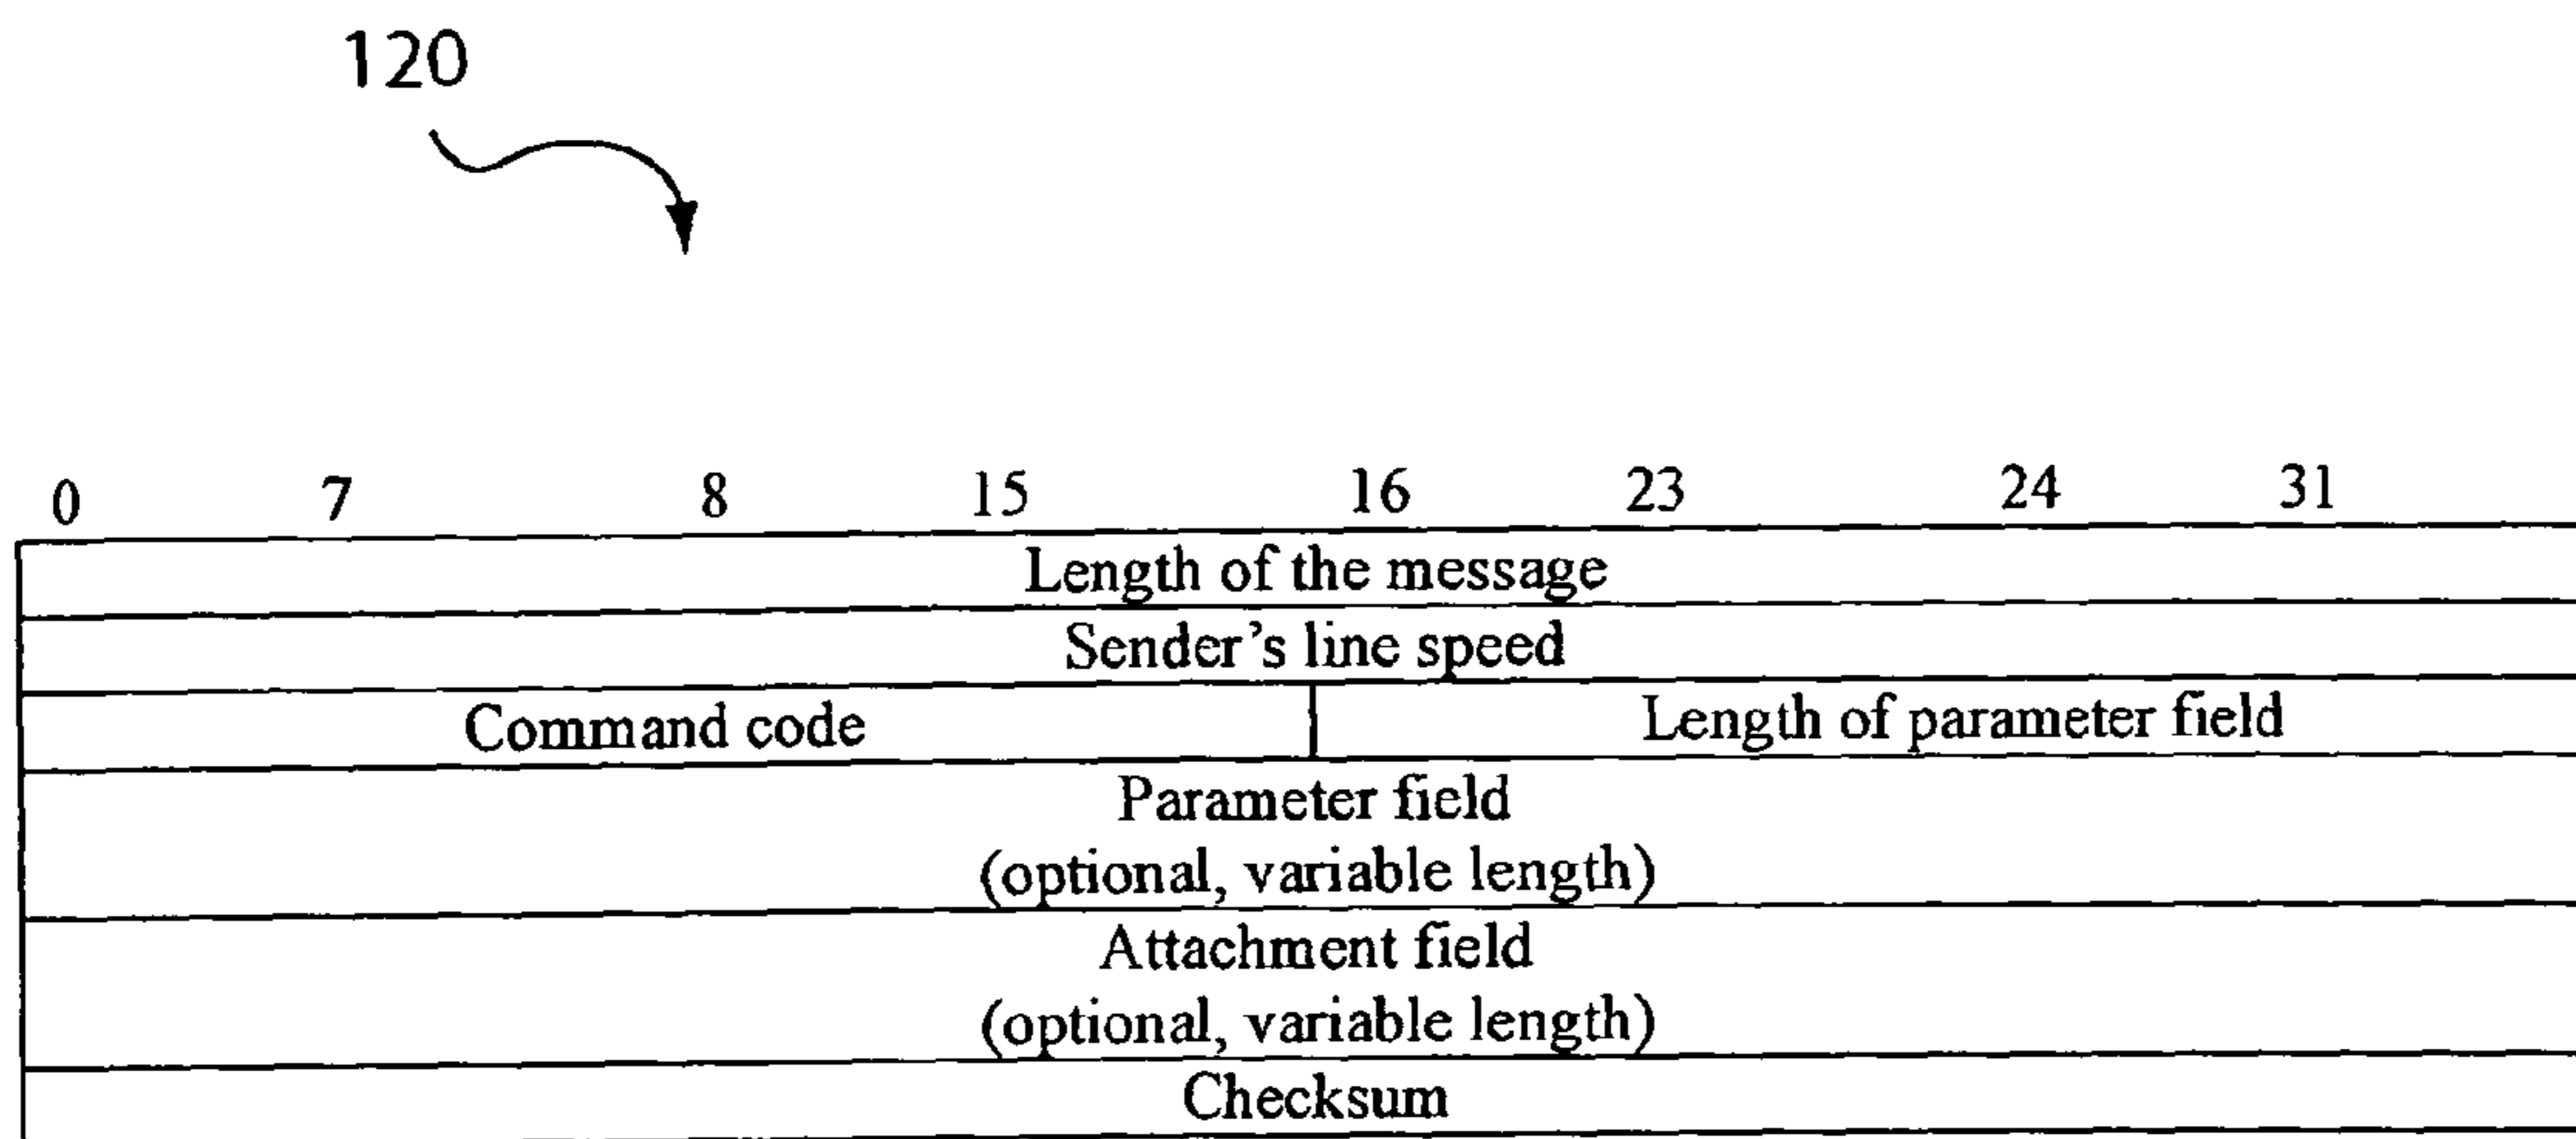 120
0 7 8 15 16 23 24 31
Length of the message
Sender's line speed
Command code Length of parameter field
Parameter field
(optional, variable length)
Attachment field
(optional, variable length)
Checksum